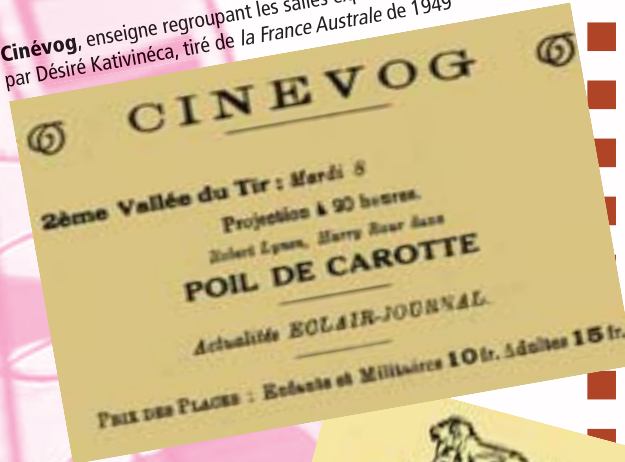 Cinévog, enseigne regroupant les salles
par Désiré Kativinéca, tiré de la France Australe de 1949
CINEVOG
2ème Vallée du Tir : Mardi 8
Projection à 20 heures.
Robert Lynen, Harry Baur dans
POIL DE CAROTTE
Actualités ECLAIR-JOURNAL
PRIX DES PLACES : Enfants et Militaires 10 fr. Adultes 15 fr.